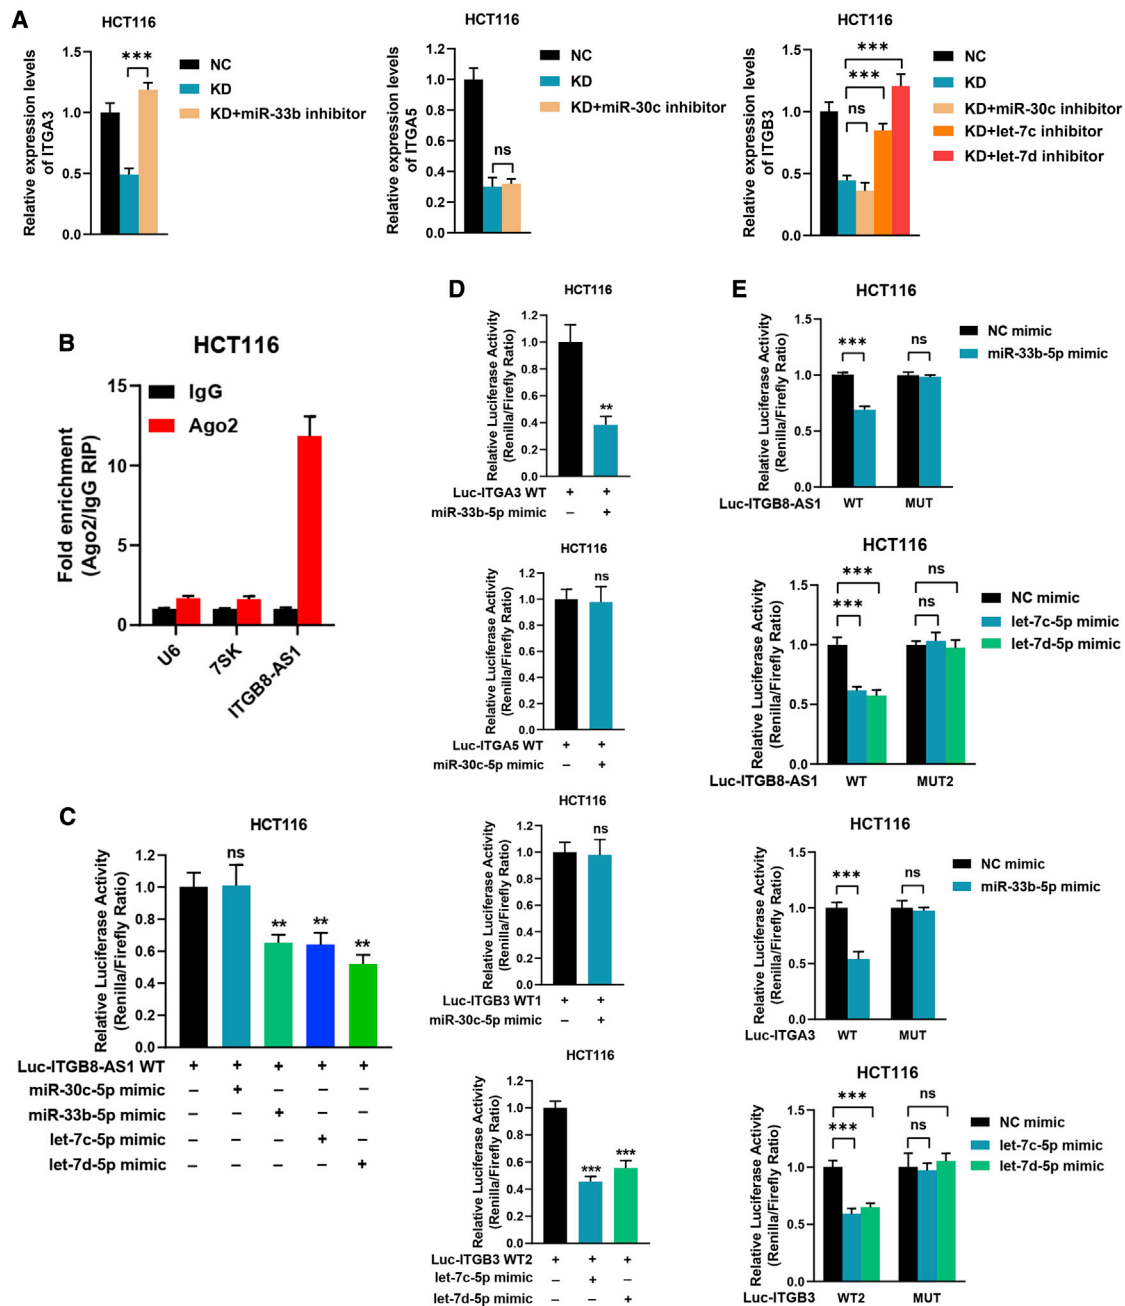 A
HCT116
Relative expression levels
of ITGA3
1.5
1.0
0.5
0.0
***
NC
KD
KD+miR-33b inhibitor
HCT116
Relative expression levels
of ITGA5
1.2
1.0
0.8
0.6
0.4
0.2
0.0
ns
NC
KD
KD+miR-30c inhibitor
HCT116
Relative expression levels
of ITGB3
1.5
1.0
0.5
0.0
***
***
ns
NC
KD
KD+miR-30c inhibitor
KD+let-7c inhibitor
KD+let-7d inhibitor
B
HCT116
Fold enrichment
(Ago2/IgG RIP)
15
10
5
0
IgG
Ago2
U6
7SK
ITGB8-AS1
C
HCT116
Relative Luciferase Activity
(Renilla/Firefly Ratio)
1.2
1.0
0.8
0.6
0.4
0.2
0.0
ns
**
**
**
Luc-ITGB8-AS1 WT + + + + +
miR-30c-5p mimic – + – – –
miR-33b-5p mimic – – + – –
let-7c-5p mimic – – – + –
let-7d-5p mimic – – – – +
D
HCT116
Relative Luciferase Activity
(Renilla/Firefly Ratio)
1.2
1.0
0.8
0.6
0.4
0.2
0.0
**
Luc-ITGA3 WT + +
miR-33b-5p mimic – +
HCT116
Relative Luciferase Activity
(Renilla/Firefly Ratio)
1.2
1.0
0.8
0.6
0.4
0.2
0.0
ns
Luc-ITGA5 WT + +
miR-30c-5p mimic – +
HCT116
Relative Luciferase Activity
(Renilla/Firefly Ratio)
1.2
1.0
0.8
0.6
0.4
0.2
0.0
ns
Luc-ITGB3 WT1 + +
miR-30c-5p mimic – +
HCT116
Relative Luciferase Activity
(Renilla/Firefly Ratio)
1.2
1.0
0.8
0.6
0.4
0.2
0.0
***
***
Luc-ITGB3 WT2 + + +
let-7c-5p mimic – + –
let-7d-5p mimic – – +
E
HCT116
Relative Luciferase Activity
(Renilla/Firefly Ratio)
1.5
1.0
0.5
0.0
***
ns
NC mimic
miR-33b-5p mimic
Luc-ITGB8-AS1 WT MUT
HCT116
Relative Luciferase Activity
(Renilla/Firefly Ratio)
1.5
1.0
0.5
0.0
***
***
ns
ns
NC mimic
let-7c-5p mimic
let-7d-5p mimic
Luc-ITGB8-AS1 WT MUT2
HCT116
Relative Luciferase Activity
(Renilla/Firefly Ratio)
1.5
1.0
0.5
0.0
***
ns
NC mimic
miR-33b-5p mimic
Luc-ITGA3 WT MUT
HCT116
Relative Luciferase Activity
(Renilla/Firefly Ratio)
1.5
1.0
0.5
0.0
***
***
ns
ns
NC mimic
let-7c-5p mimic
let-7d-5p mimic
Luc-ITGB3 WT2 MUT